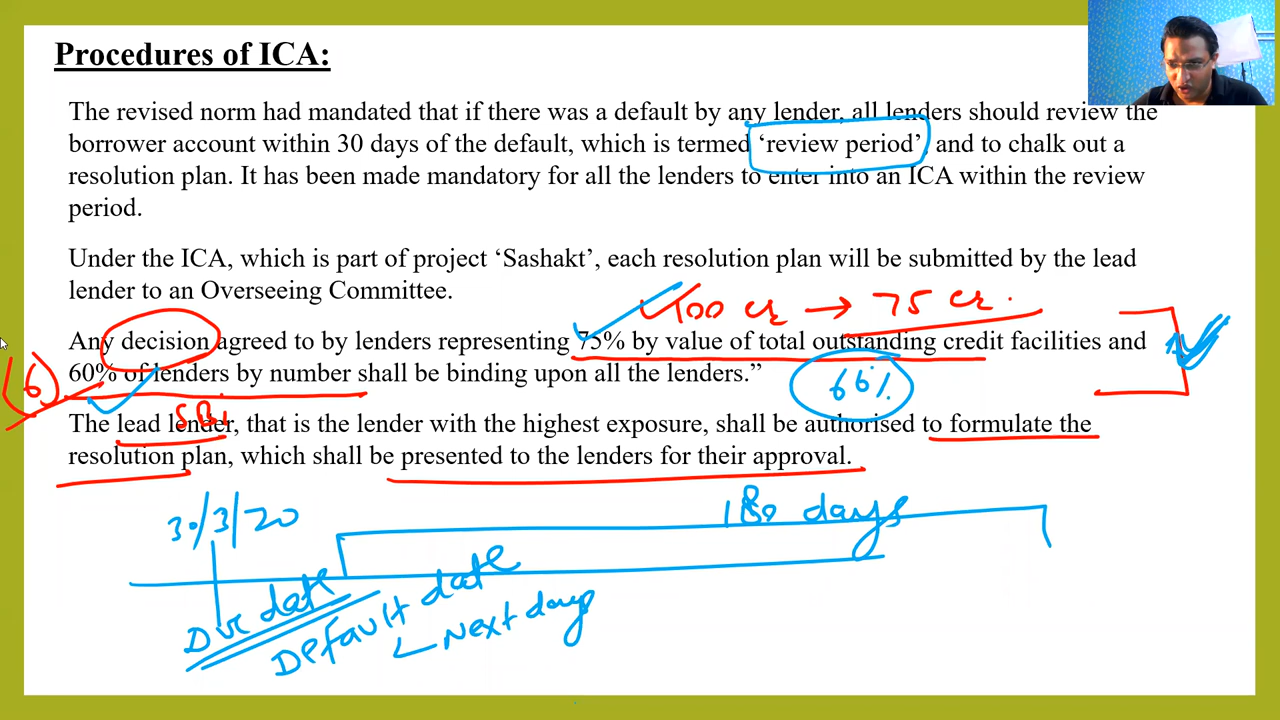 Procedures of ICA:
The revised norm had mandated that if there was a default by any lender, all lenders should review the
borrower account within 30 days of the default, which is termed ‘review period’, and to chalk out a
resolution plan. It has been made mandatory for all the lenders to enter into an ICA within the review
period.
Under the ICA, which is part of project ‘Sashakt’, each resolution plan will be submitted by the lead
lender to an Overseeing Committee.
100 cr → 75 cr.
Any decision agreed to by lenders representing 75% by value of total outstanding credit facilities and
(6)
60% of lenders by number shall be binding upon all the lenders.”
66%
SBI
The lead lender, that is the lender with the highest exposure, shall be authorised to formulate the
resolution plan, which shall be presented to the lenders for their approval.
30/3/20
180 days
Due date
Default date
Next day